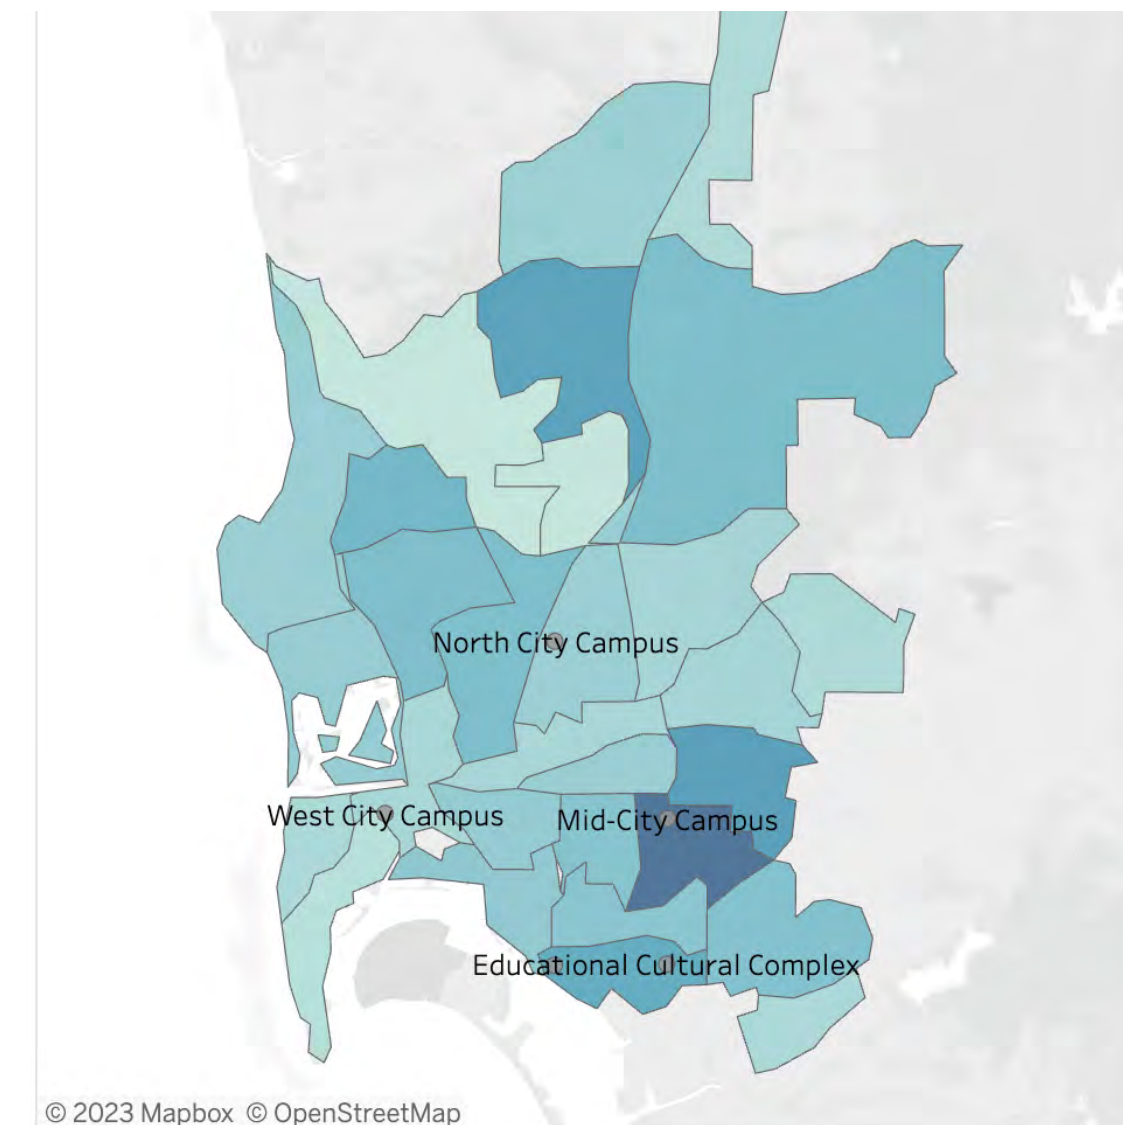 North City Campus
West City Campus
Mid-City Campus
Educational Cultural Complex
© 2023 Mapbox © OpenStreetMap